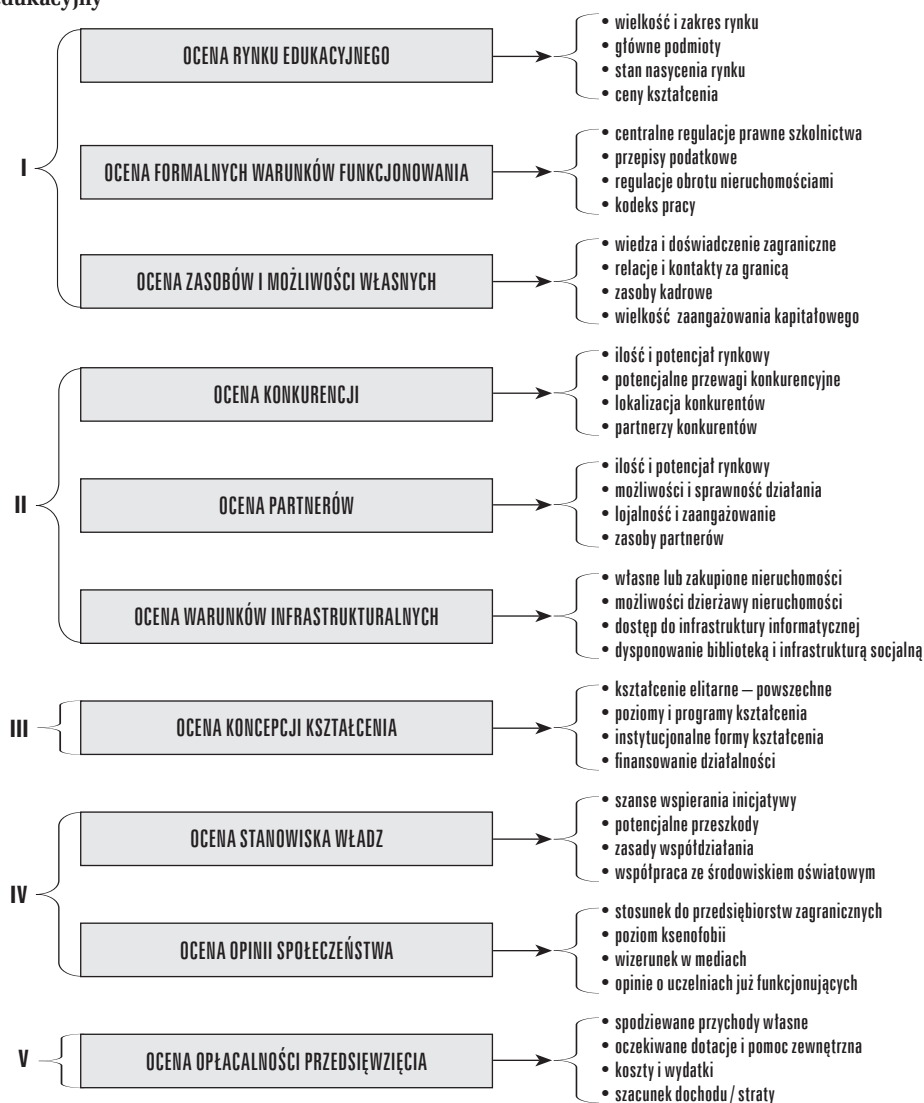 edukacyjny
I
OCENA RYNKU EDUKACYJNEGO
• wielkość i zakres rynku
• główne podmioty
• stan nasycenia rynku
• ceny kształcenia
OCENA FORMALNYCH WARUNKÓW FUNKCJONOWANIA
• centralne regulacje prawne szkolnictwa
• przepisy podatkowe
• regulacje obrotu nieruchomościami
• kodeks pracy
OCENA ZASOBÓW I MOŻLIWOŚCI WŁASNYCH
• wiedza i doświadczenie zagraniczne
• relacje i kontakty za granicą
• zasoby kadrowe
• wielkość zaangażowania kapitałowego
II
OCENA KONKURENCJI
• ilość i potencjał rynkowy
• potencjalne przewagi konkurencyjne
• lokalizacja konkurentów
• partnerzy konkurentów
OCENA PARTNERÓW
• ilość i potencjał rynkowy
• możliwości i sprawność działania
• lojalność i zaangażowanie
• zasoby partnerów
OCENA WARUNKÓW INFRASTRUKTURALNYCH
• własne lub zakupione nieruchomości
• możliwości dzierżawy nieruchomości
• dostęp do infrastruktury informatycznej
• dysponowanie biblioteką i infrastrukturą socjalną
III
OCENA KONCEPCJI KSZTAŁCENIA
• kształcenie elitarne – powszechne
• poziomy i programy kształcenia
• instytucjonalne formy kształcenia
• finansowanie działalności
IV
OCENA STANOWISKA WŁADZ
• szanse wspierania inicjatywy
• potencjalne przeszkody
• zasady współdziałania
• współpraca ze środowiskiem oświatowym
OCENA OPINII SPOŁECZEŃSTWA
• stosunek do przedsiębiorstw zagranicznych
• poziom ksenofobii
• wizerunek w mediach
• opinie o uczelniach już funkcjonujących
V
OCENA OPŁACALNOŚCI PRZEDSIĘWZIĘCIA
• spodziewane przychody własne
• oczekiwane dotacje i pomoc zewnętrzna
• koszty i wydatki
• szacunek dochodu / straty